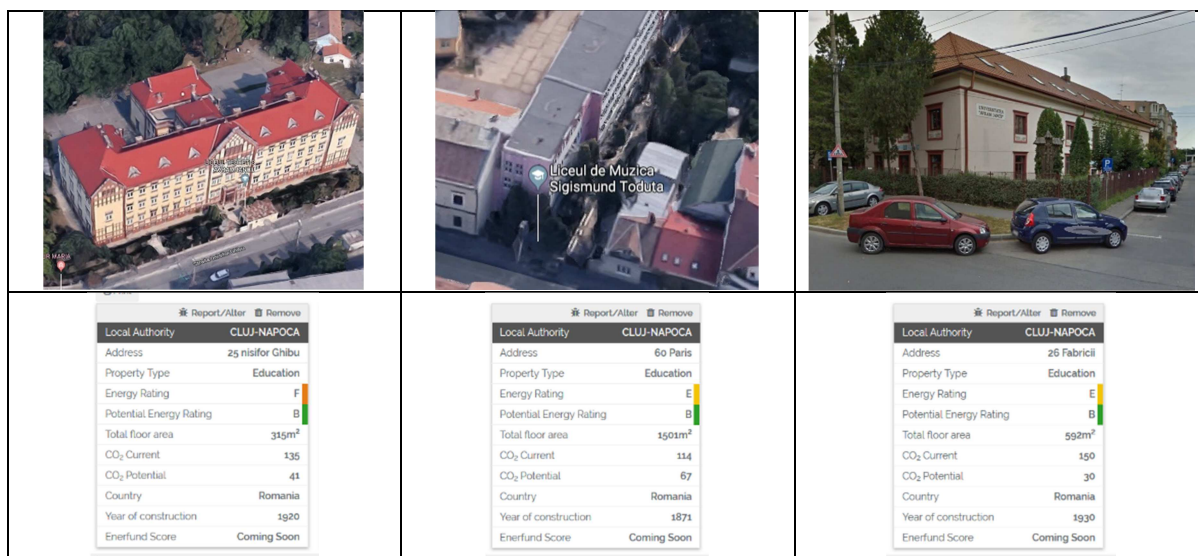 Liceul de Muzica
Sigismund Toduta
P
R MARIA
Report/Alter Remove
Local Authority CLUJ-NAPOCA
Address 25 nisifor Ghibu
Property Type Education
Energy Rating F
Potential Energy Rating B
Total floor area 315m²
CO₂ Current 135
CO₂ Potential 41
Country Romania
Year of construction 1920
Enerfund Score Coming Soon
Report/Alter Remove
Local Authority CLUJ-NAPOCA
Address 60 Paris
Property Type Education
Energy Rating E
Potential Energy Rating B
Total floor area 1501m²
CO₂ Current 114
CO₂ Potential 67
Country Romania
Year of construction 1871
Enerfund Score Coming Soon
Report/Alter Remove
Local Authority CLUJ-NAPOCA
Address 26 Fabricii
Property Type Education
Energy Rating E
Potential Energy Rating B
Total floor area 592m²
CO₂ Current 150
CO₂ Potential 30
Country Romania
Year of construction 1930
Enerfund Score Coming Soon